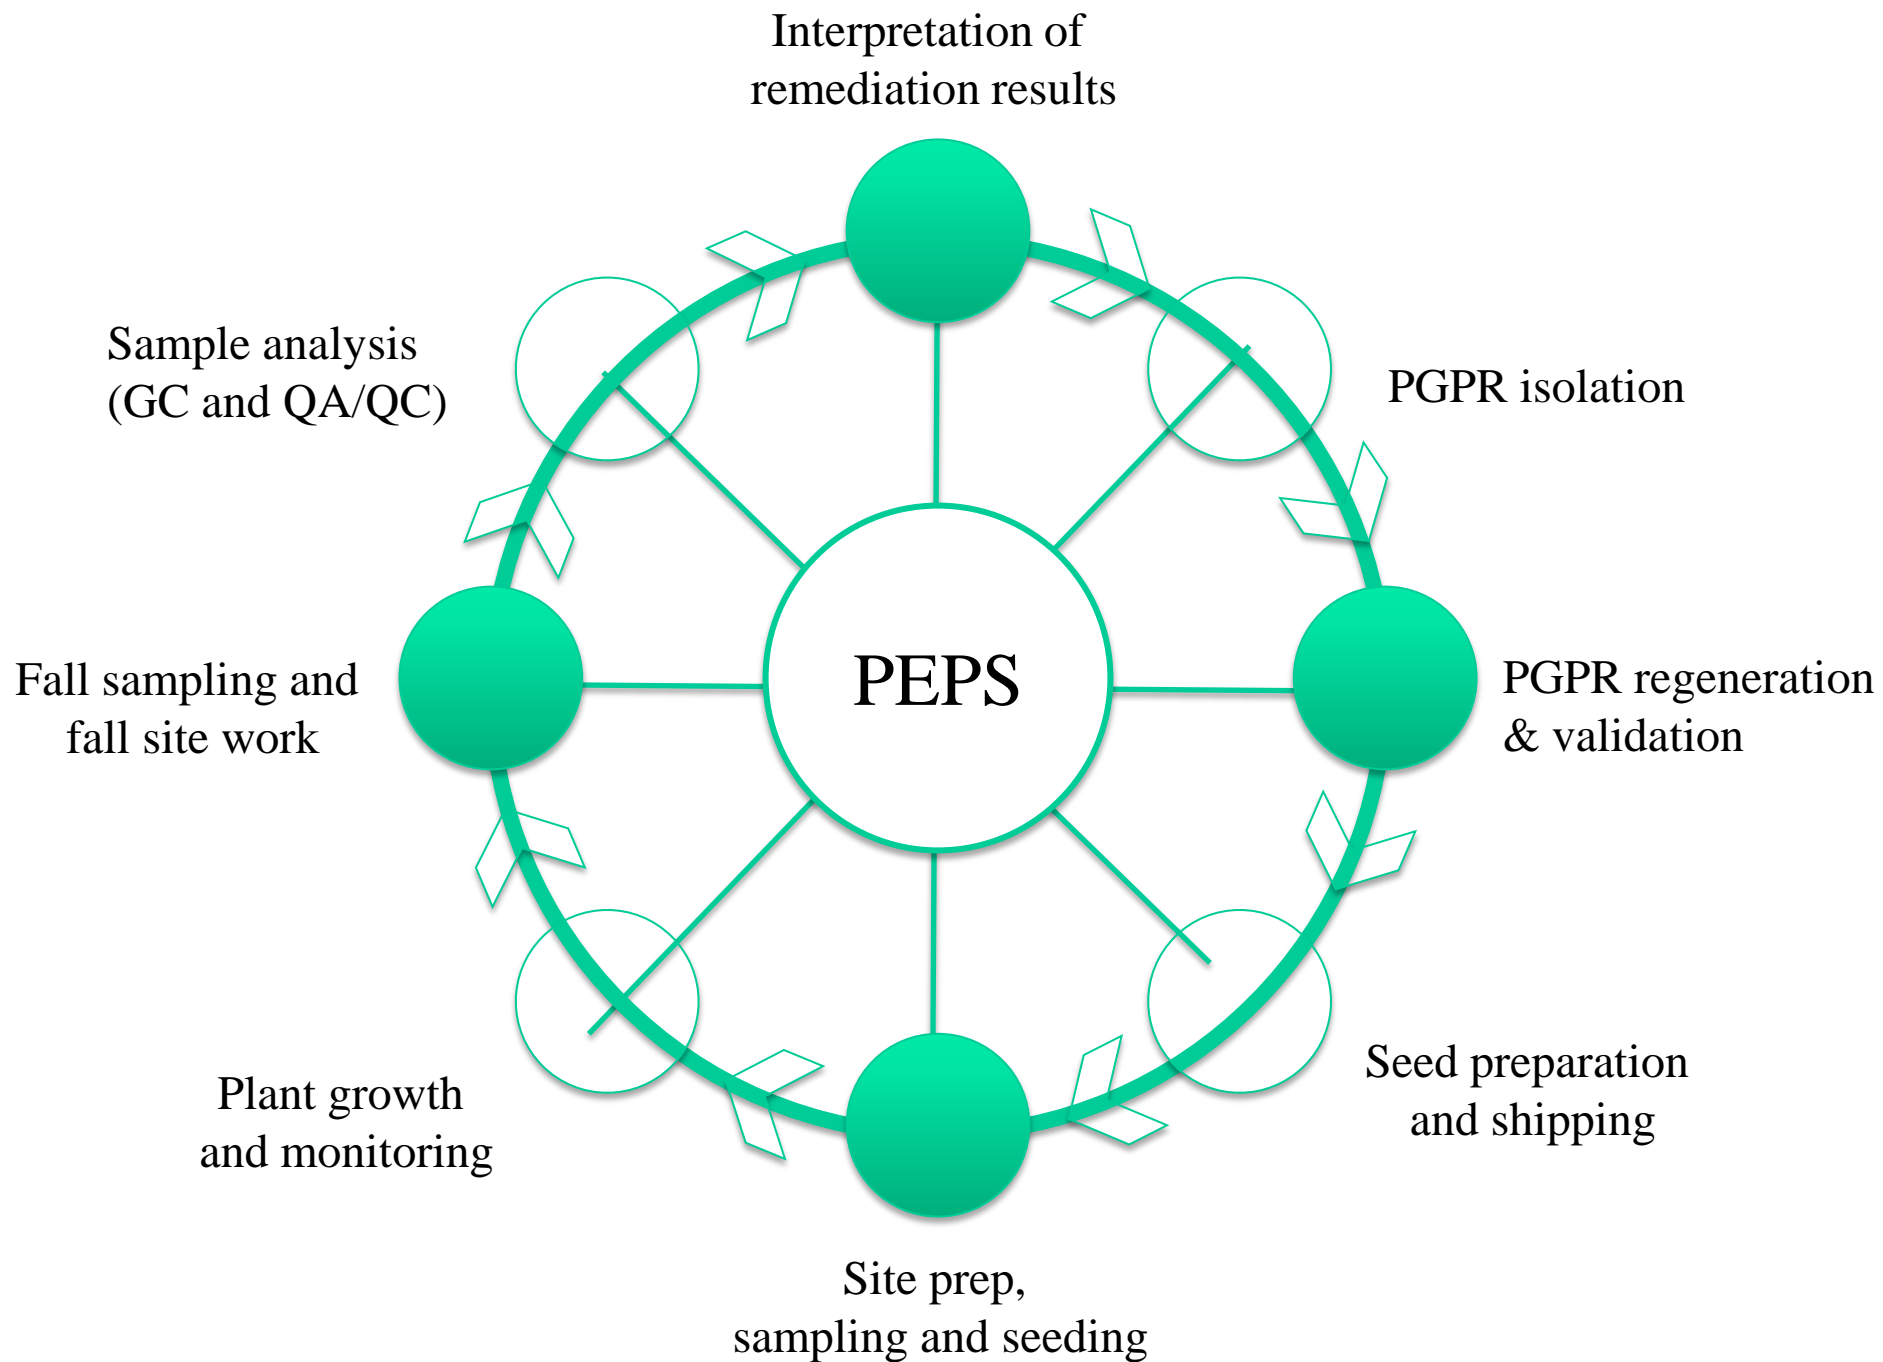 Interpretation of
remediation results
Sample analysis
(GC and QA/QC)
PGPR isolation
Fall sampling and
fall site work
PEPS
PGPR regeneration
& validation
Plant growth
and monitoring
Seed preparation
and shipping
Site prep,
sampling and seeding